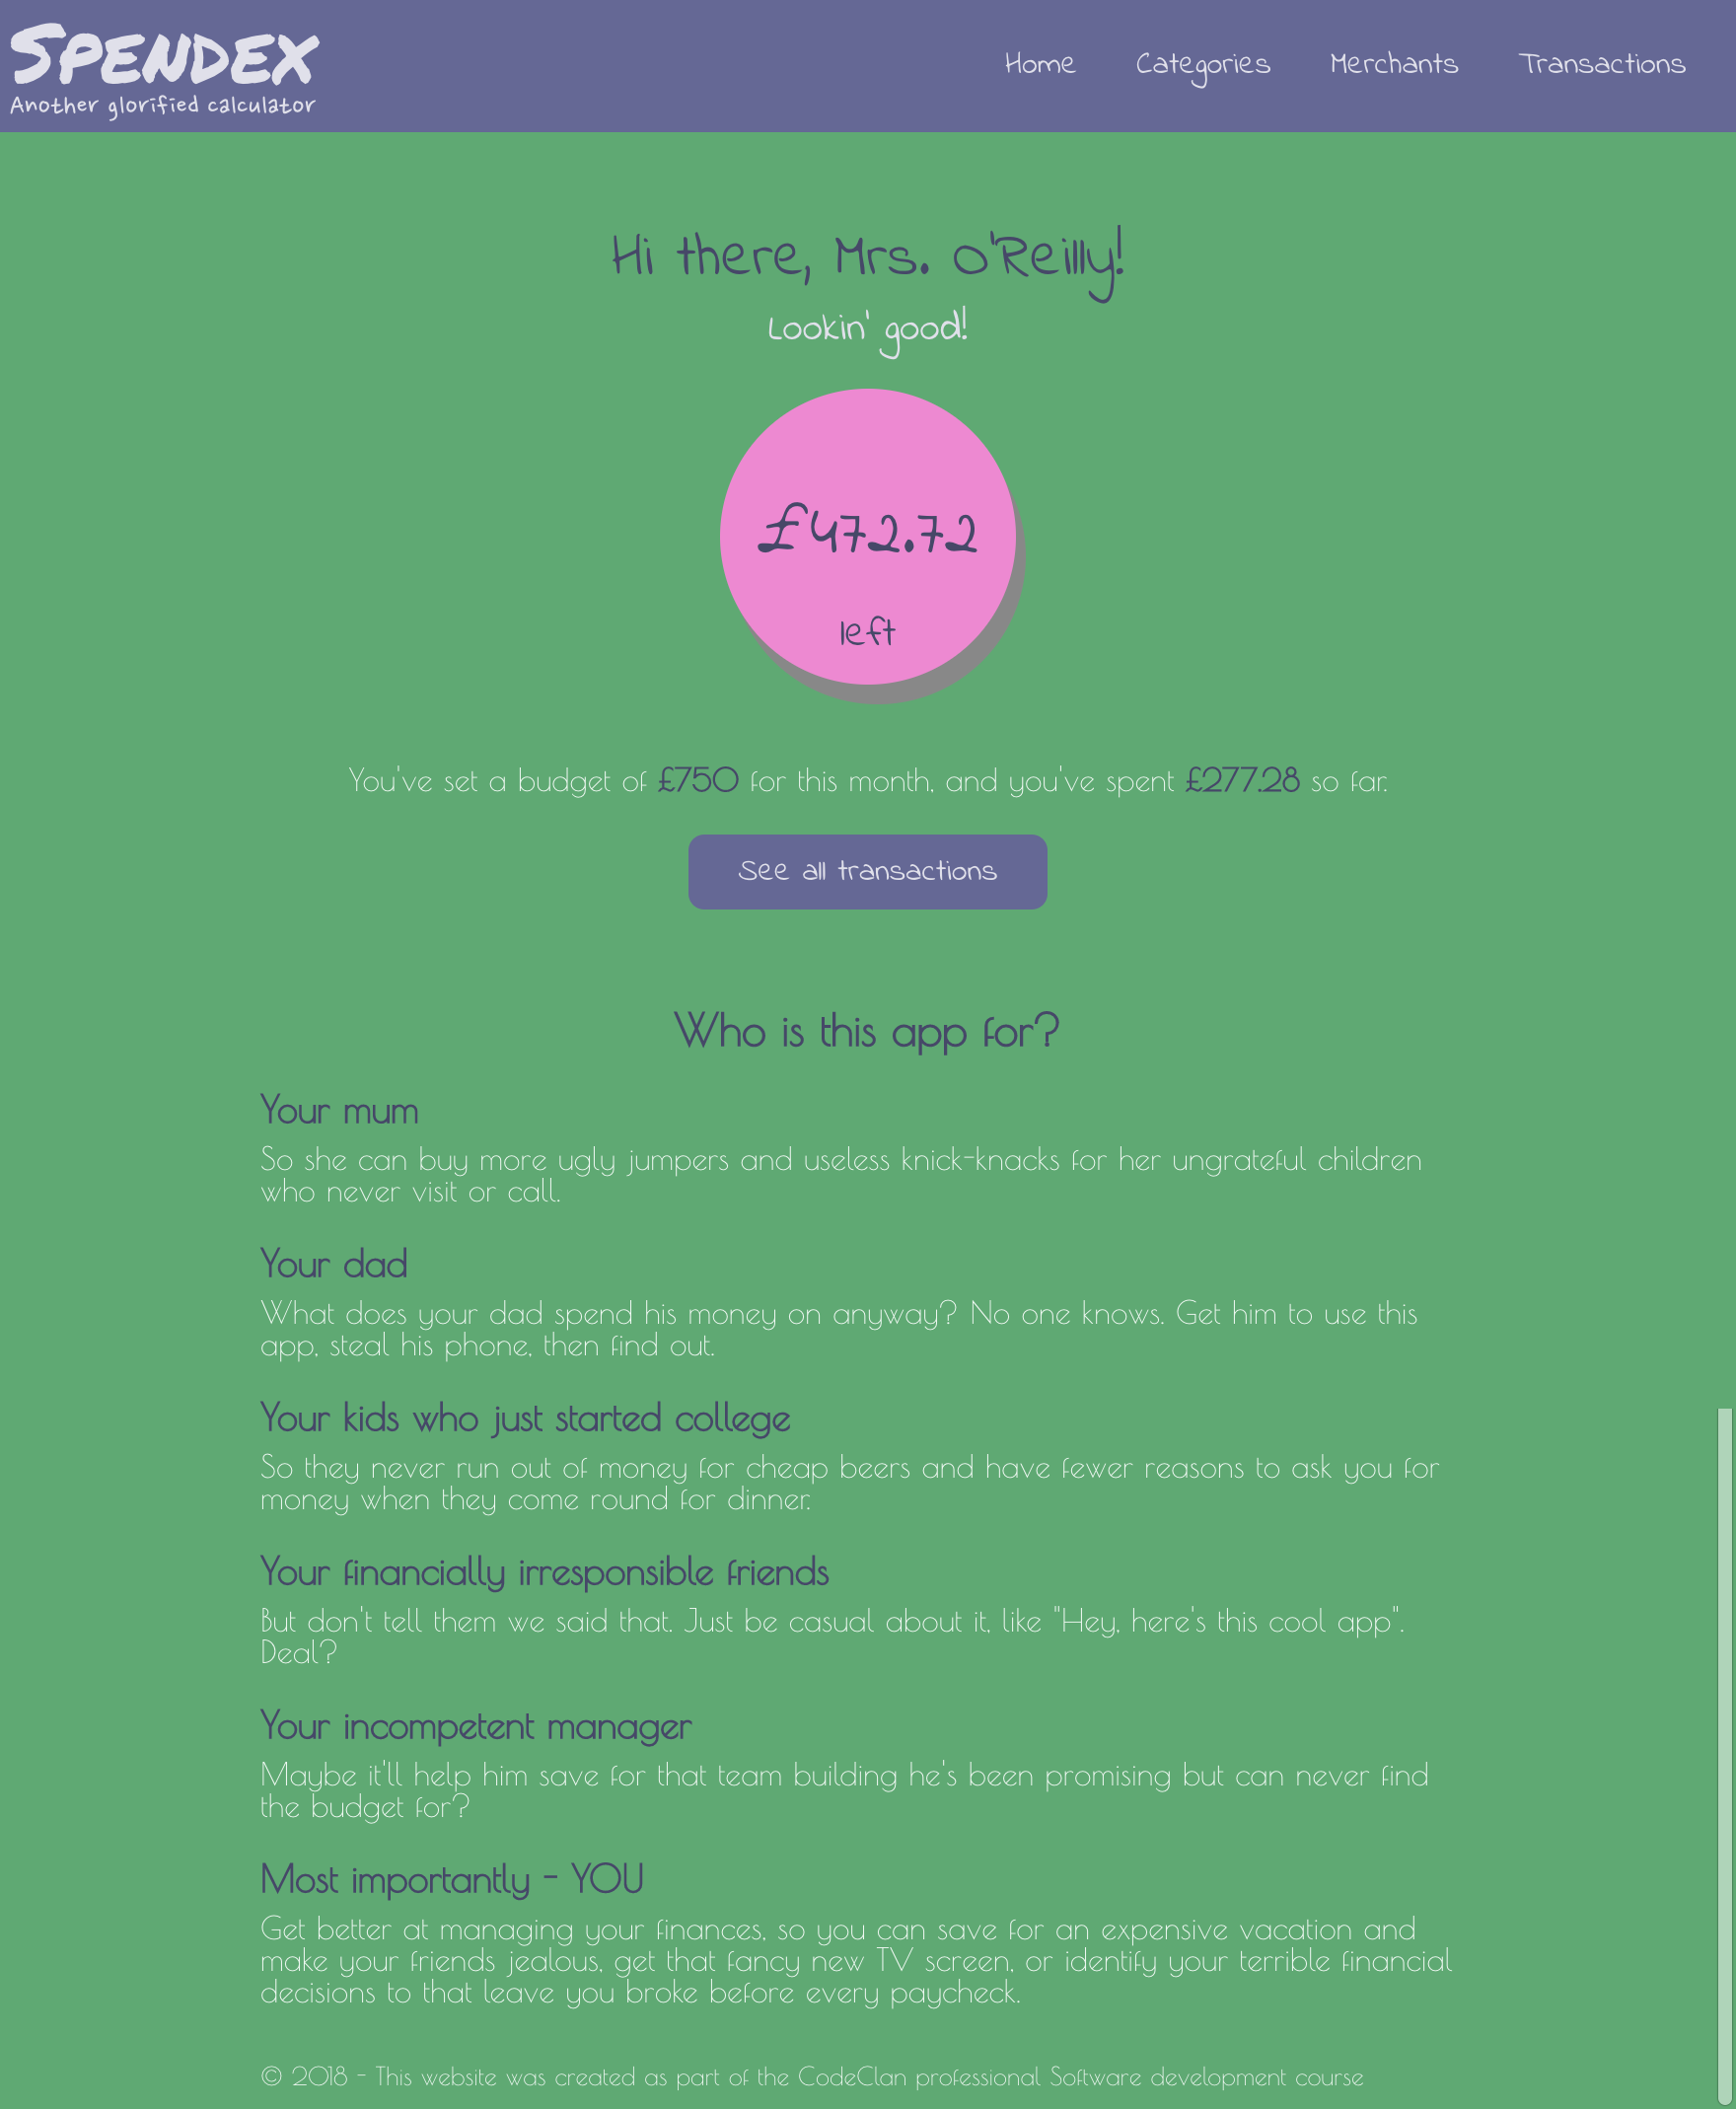 SPENDEX
Another glorified calculator
Home Categories Merchants Transactions
Hi there, Mrs. O'Reilly!
Lookin' good!
£472.72
left
You've set a budget of £750 for this month, and you've spent £277.28 so far.
See all transactions
Who is this app for?
Your mum
So she can buy more ugly jumpers and useless knick-knacks for her ungrateful children
who never visit or call.
Your dad
What does your dad spend his money on anyway? No one knows. Get him to use this
app, steal his phone, then find out.
Your kids who just started college
So they never run out of money for cheap beers and have fewer reasons to ask you for
money when they come round for dinner.
Your financially irresponsible friends
But don't tell them we said that. Just be casual about it, like "Hey, here's this cool app".
Deal?
Your incompetent manager
Maybe it'll help him save for that team building he's been promising but can never find
the budget for?
Most importantly - YOU
Get better at managing your finances, so you can save for an expensive vacation and
make your friends jealous, get that fancy new TV screen, or identify your terrible financial
decisions to that leave you broke before every paycheck.
© 2018 - This website was created as part of the CodeClan professional Software development course